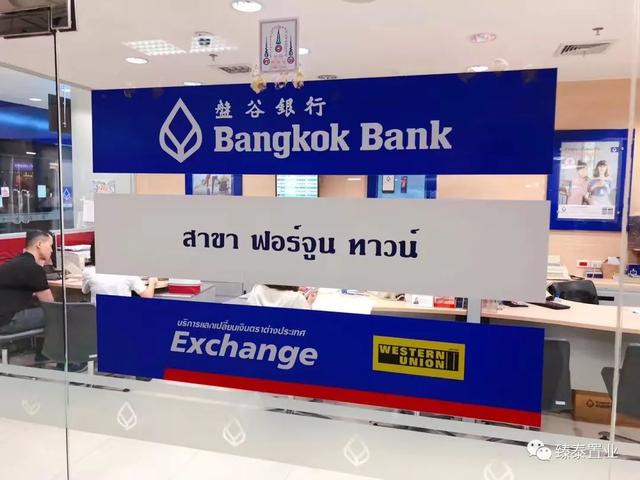 盤谷銀行
Bangkok Bank
สาขา ฟอร์จูน ทาวน์
บริการแลกเปลี่ยนเงินตราต่างประเทศ
Exchange
WESTERN
UNION
臻泰置业